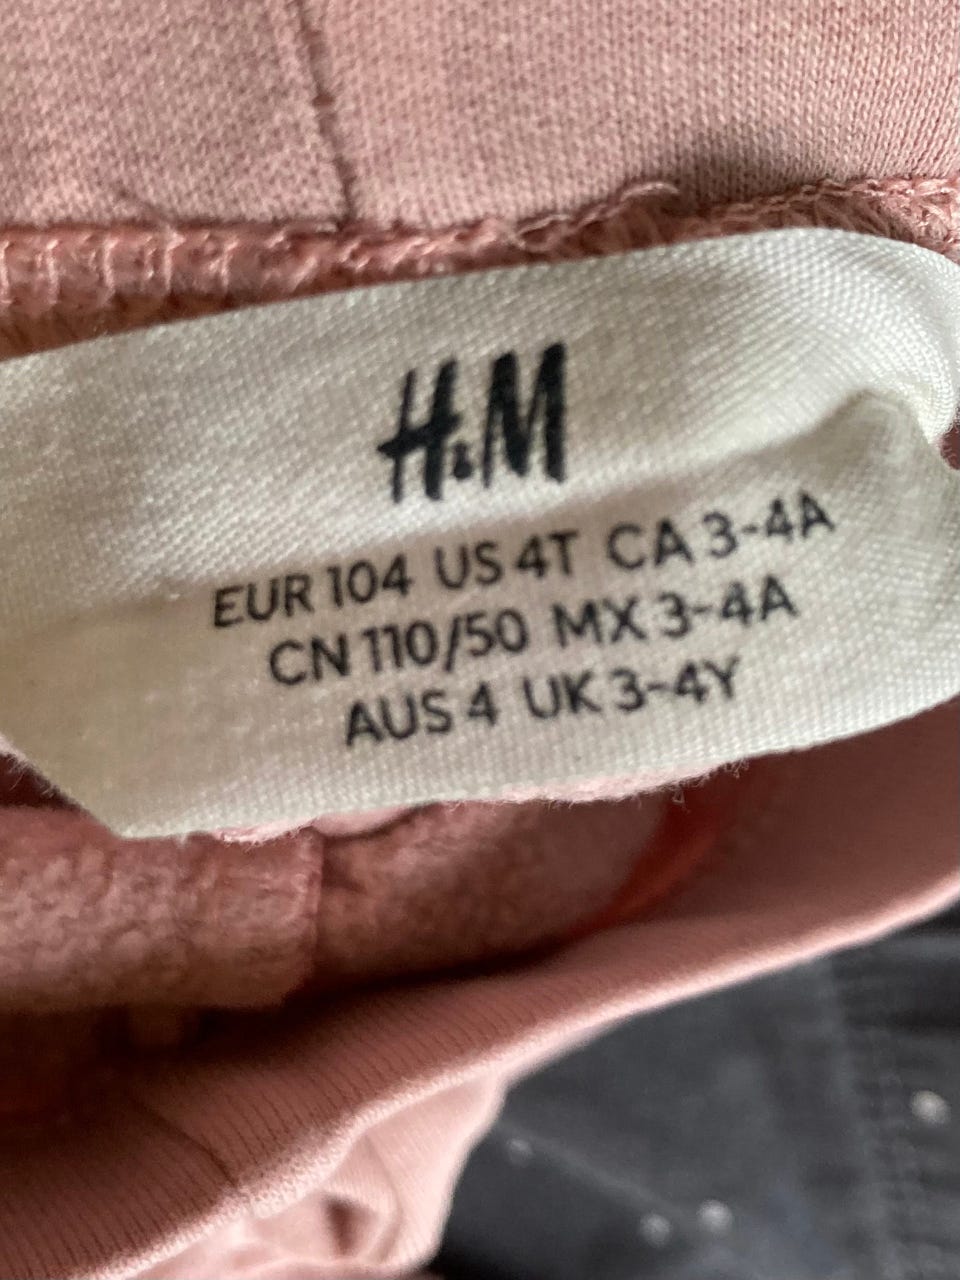 H&M
EUR 104 US 4T CA 3-4A
CN 110/50 MX 3-4A
AUS 4 UK 3-4Y